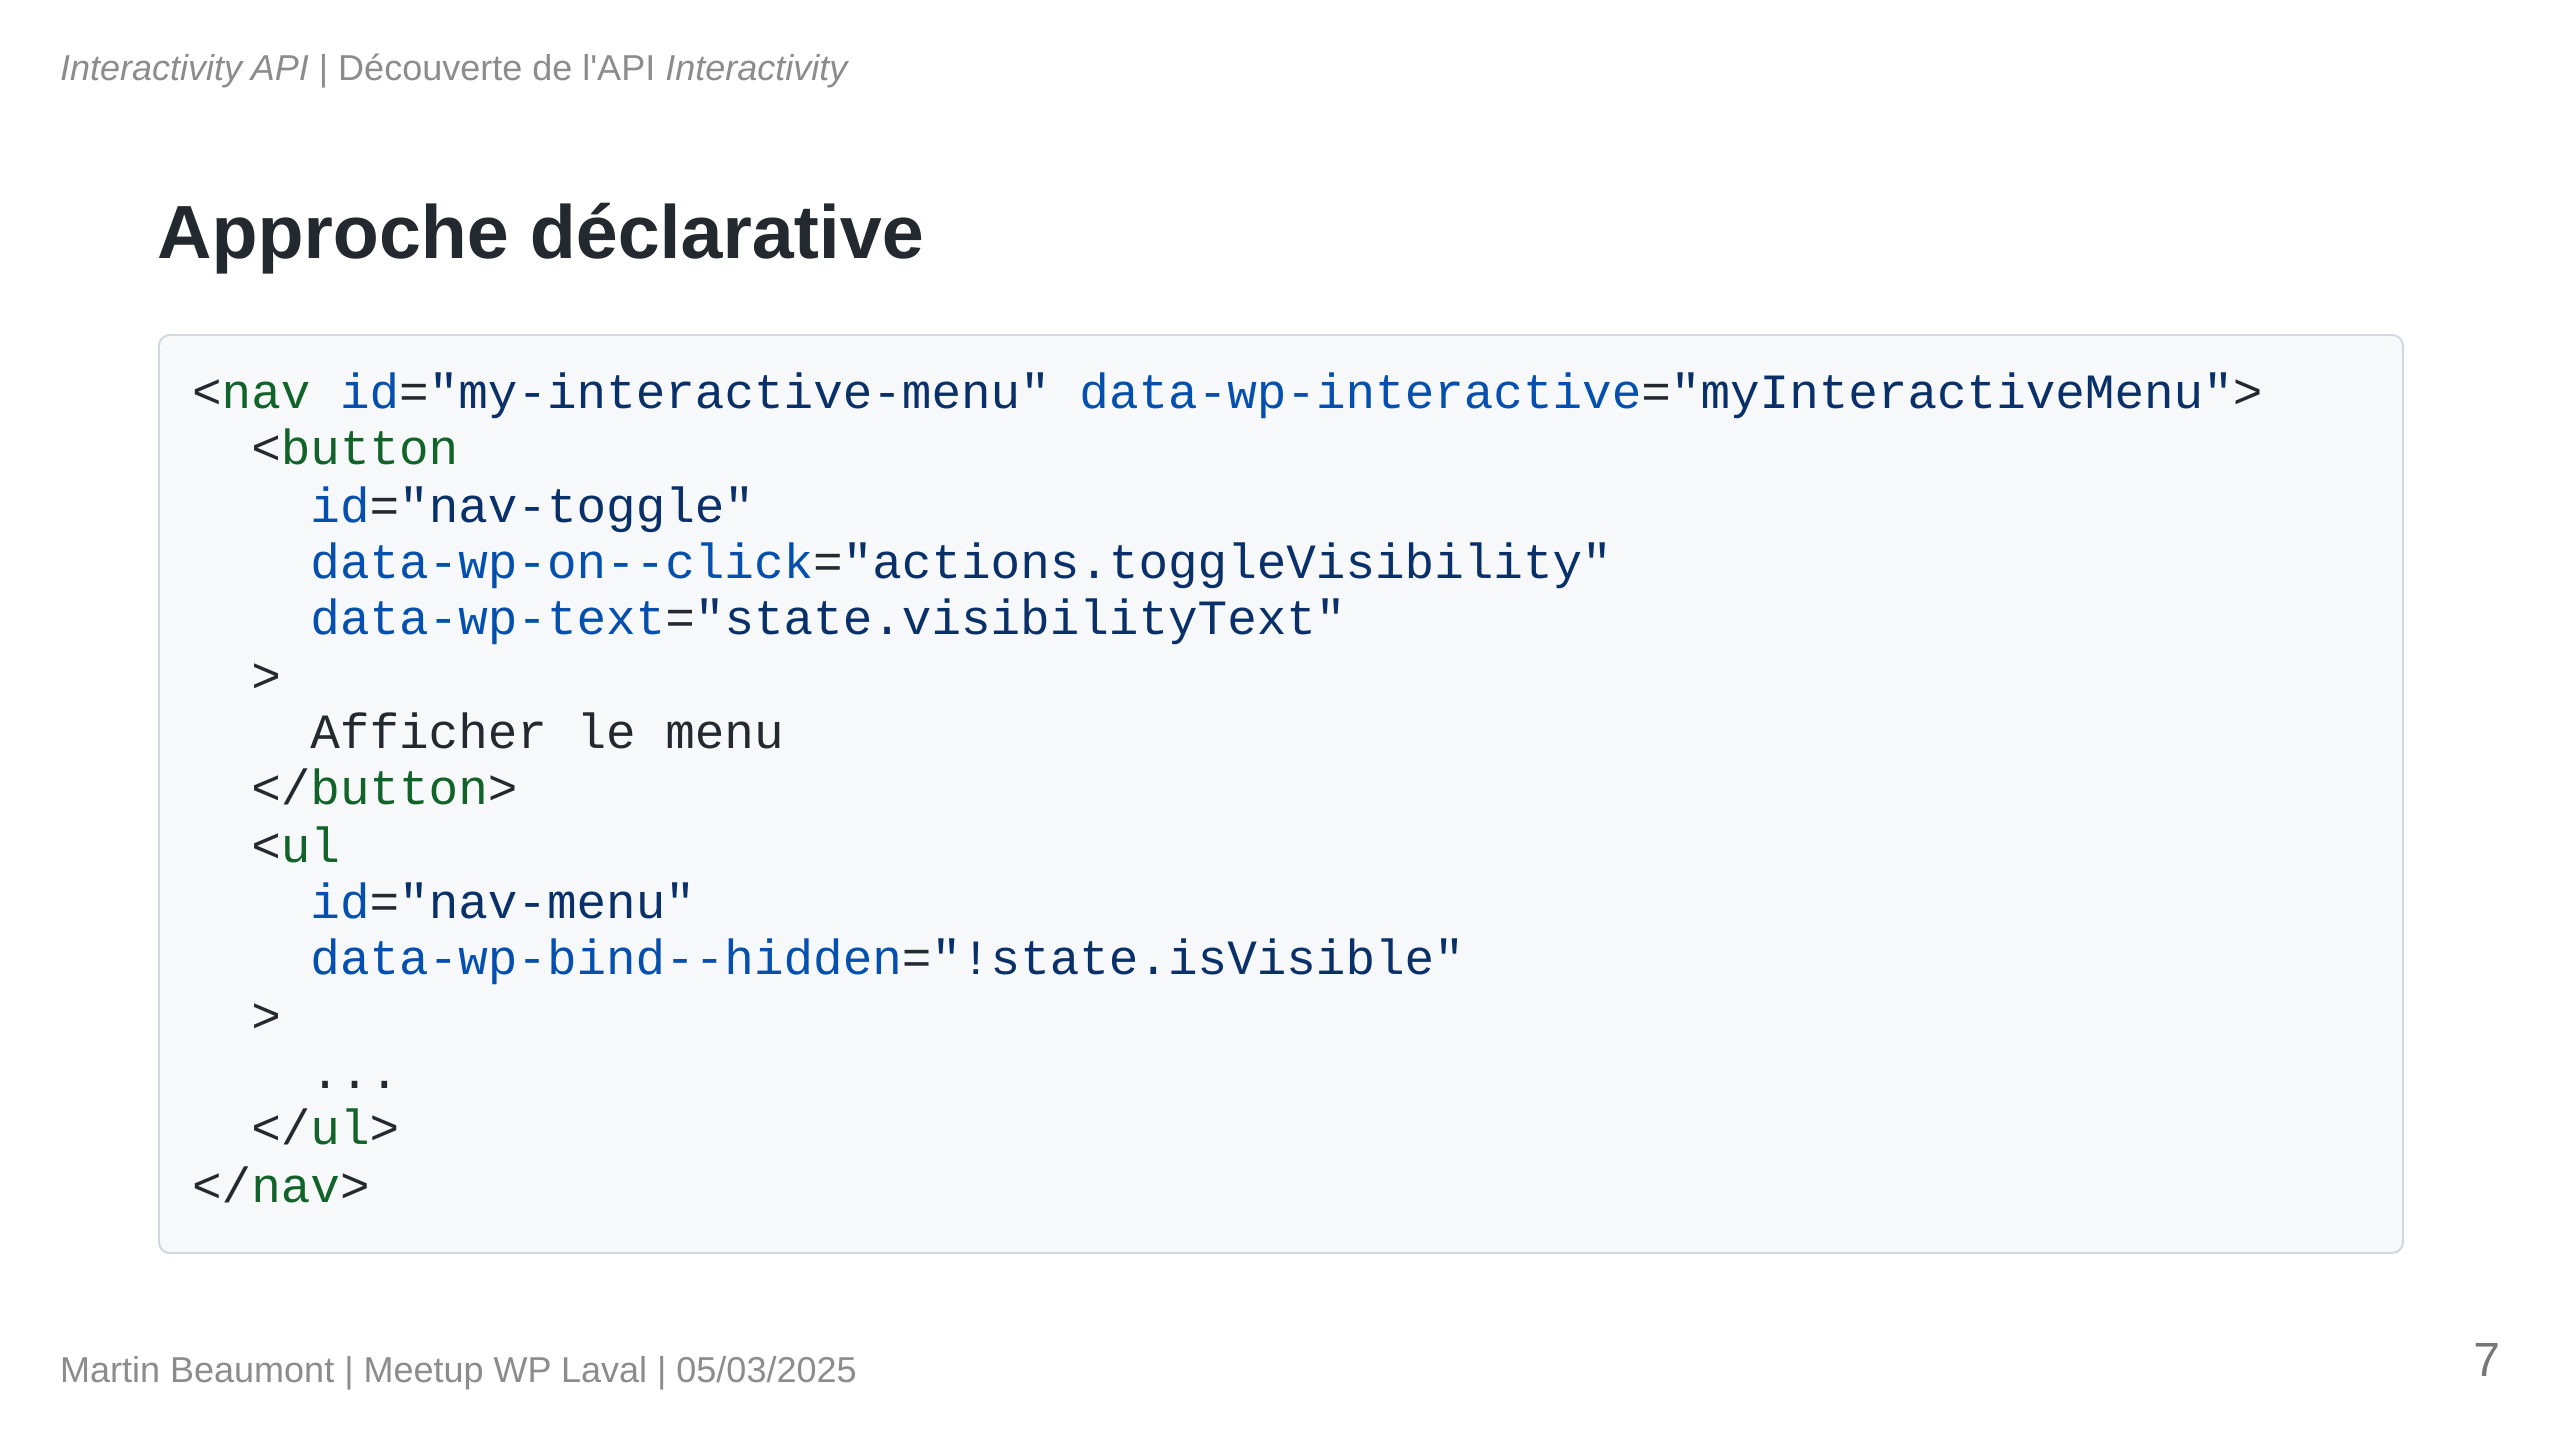 Interactivity API | Découverte de l'API Interactivity
Approche déclarative
<nav id="my-interactive-menu" data-wp-interactive="myInteractiveMenu">
  <button
    id="nav-toggle"
    data-wp-on--click="actions.toggleVisibility"
    data-wp-text="state.visibilityText"
  >
    Afficher le menu
  </button>
  <ul
    id="nav-menu"
    data-wp-bind--hidden="!state.isVisible"
  >
    ...
  </ul>
</nav>
Martin Beaumont | Meetup WP Laval | 05/03/2025
7